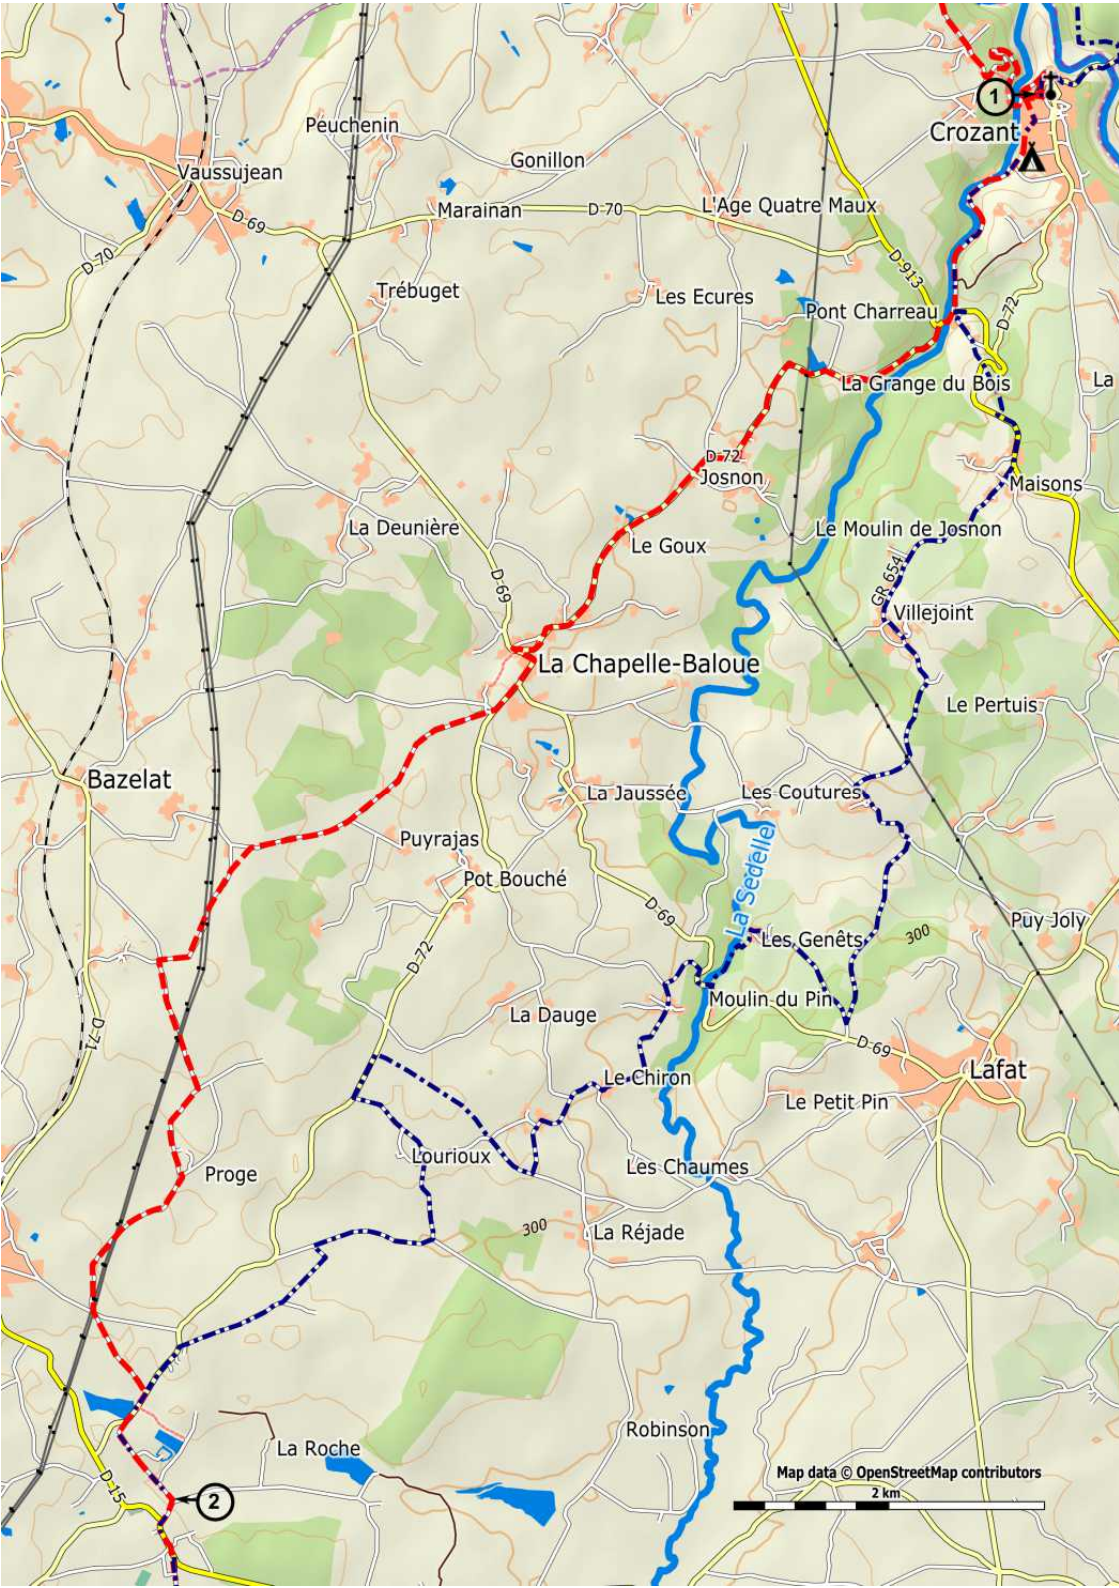 1
Crozant
Peuchenin
Gonillon
Vaussujean
L'Age Quatre Maux
Marainan
D 70
D 69
D 70
D-913
Trébuget
Les Ecures
Pont Charreau
D-72
La Grange du Bois
La
D-72
Josnon
Maisons
La Deunière
Le Moulin de Josnon
Le Goux
D-69
GR 654
Villejoint
La Chapelle-Baloue
Le Pertuis
Bazelat
La Jaussée
Les Coutures
Puyrajas
La Sedelle
Pot Bouché
D-69
Puy Joly
300
Les Genêts
D-72
Moulin du Pin
La Dauge
D-71
D 69
Lafat
Le Chiron
Le Petit Pin
Lourioux
Les Chaumes
Proge
300
La Réjade
Robinson
La Roche
Map data © OpenStreetMap contributors
2 km
D-15
2